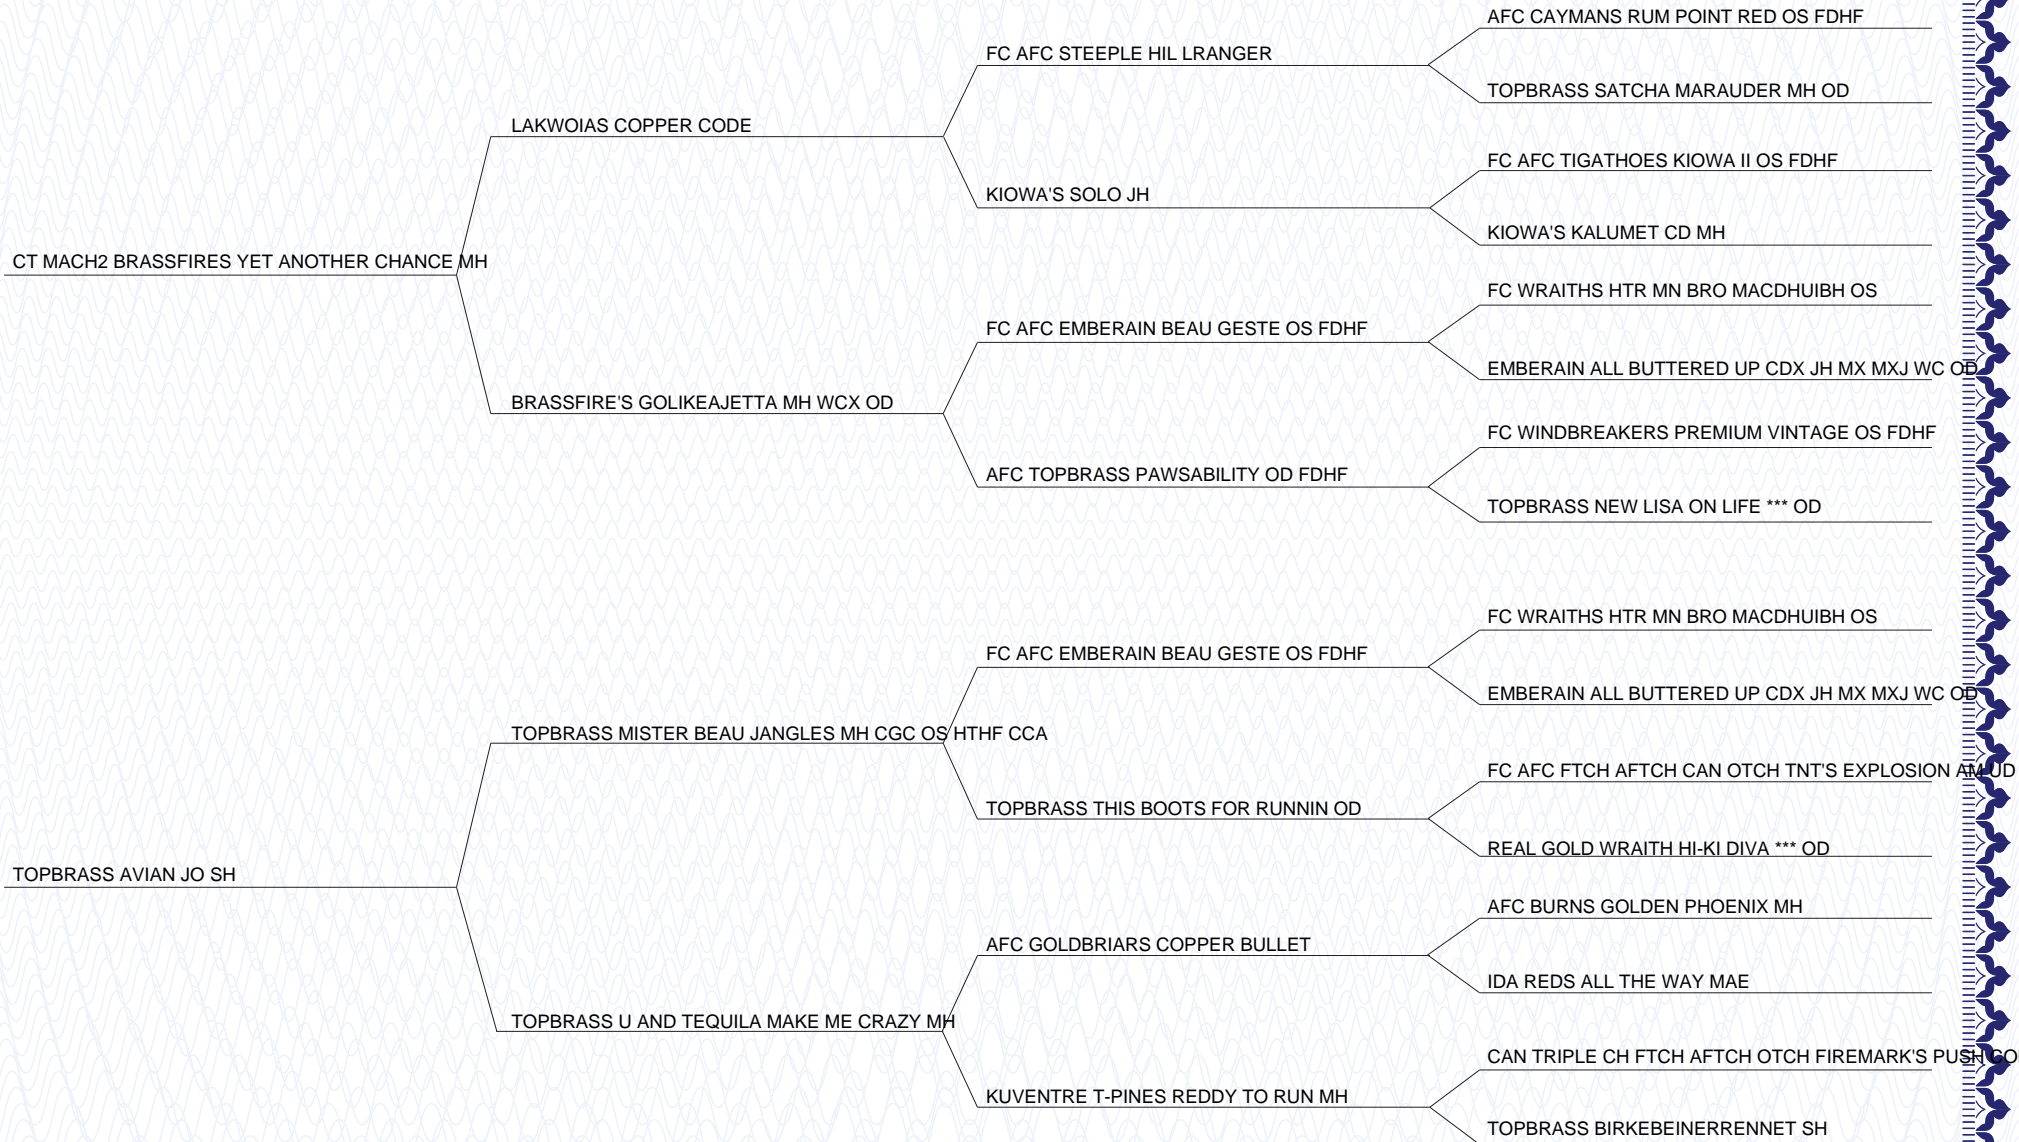 AFC CAYMANS RUM POINT RED OS FDHF
FC AFC STEEPLE HIL LRANGER
TOPBRASS SATCHA MARAUDER MH OD
LAKWOIAS COPPER CODE
FC AFC TIGATHOES KIOWA II OS FDHF
KIOWA'S SOLO JH
KIOWA'S KALUMET CD MH
CT MACH2 BRASSFIRES YET ANOTHER CHANCE MH
FC WRAITHS HTR MN BRO MACDHUIBH OS
FC AFC EMBERAIN BEAU GESTE OS FDHF
EMBERAIN ALL BUTTERED UP CDX JH MX MXJ WC OD
BRASSFIRE'S GOLIKEAJETTA MH WCX OD
FC WINDBREAKERS PREMIUM VINTAGE OS FDHF
AFC TOPBRASS PAWSABILITY OD FDHF
TOPBRASS NEW LISA ON LIFE *** OD
FC WRAITHS HTR MN BRO MACDHUIBH OS
FC AFC EMBERAIN BEAU GESTE OS FDHF
EMBERAIN ALL BUTTERED UP CDX JH MX MXJ WC OD
TOPBRASS MISTER BEAU JANGLES MH CGC OS HTHF CCA
FC AFC FTCH AFTCH CAN OTCH TNT'S EXPLOSION AM UD
TOPBRASS THIS BOOTS FOR RUNNIN OD
REAL GOLD WRAITH HI-KI DIVA *** OD
TOPBRASS AVIAN JO SH
AFC BURNS GOLDEN PHOENIX MH
AFC GOLDBRIARS COPPER BULLET
IDA REDS ALL THE WAY MAE
TOPBRASS U AND TEQUILA MAKE ME CRAZY MH
CAN TRIPLE CH FTCH AFTCH OTCH FIREMARK'S PUSH
KUVENTRE T-PINES REDDY TO RUN MH
TOPBRASS BIRKEBEINERRENNET SH